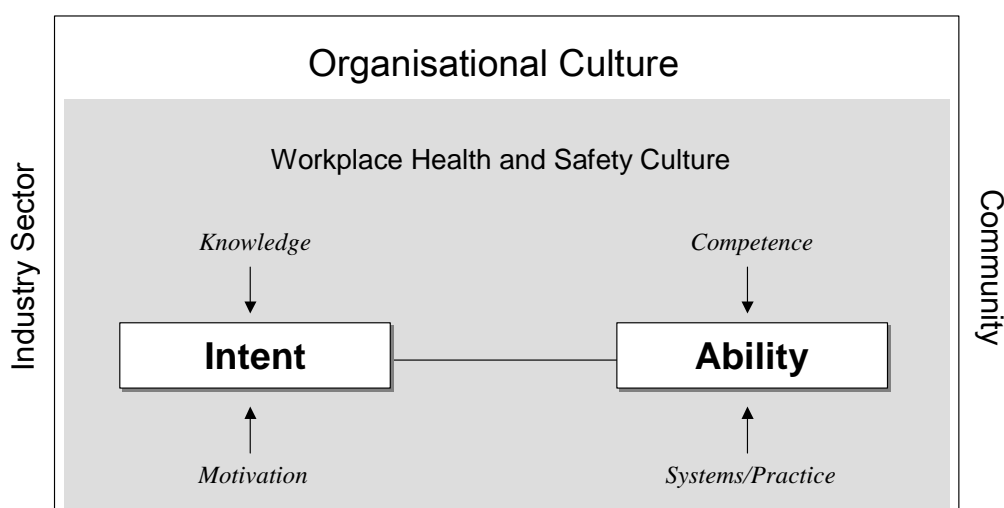 Organisational Culture
Workplace Health and Safety Culture
Industry Sector
Community
Knowledge
Competence
Intent
Ability
Motivation
Systems/Practice